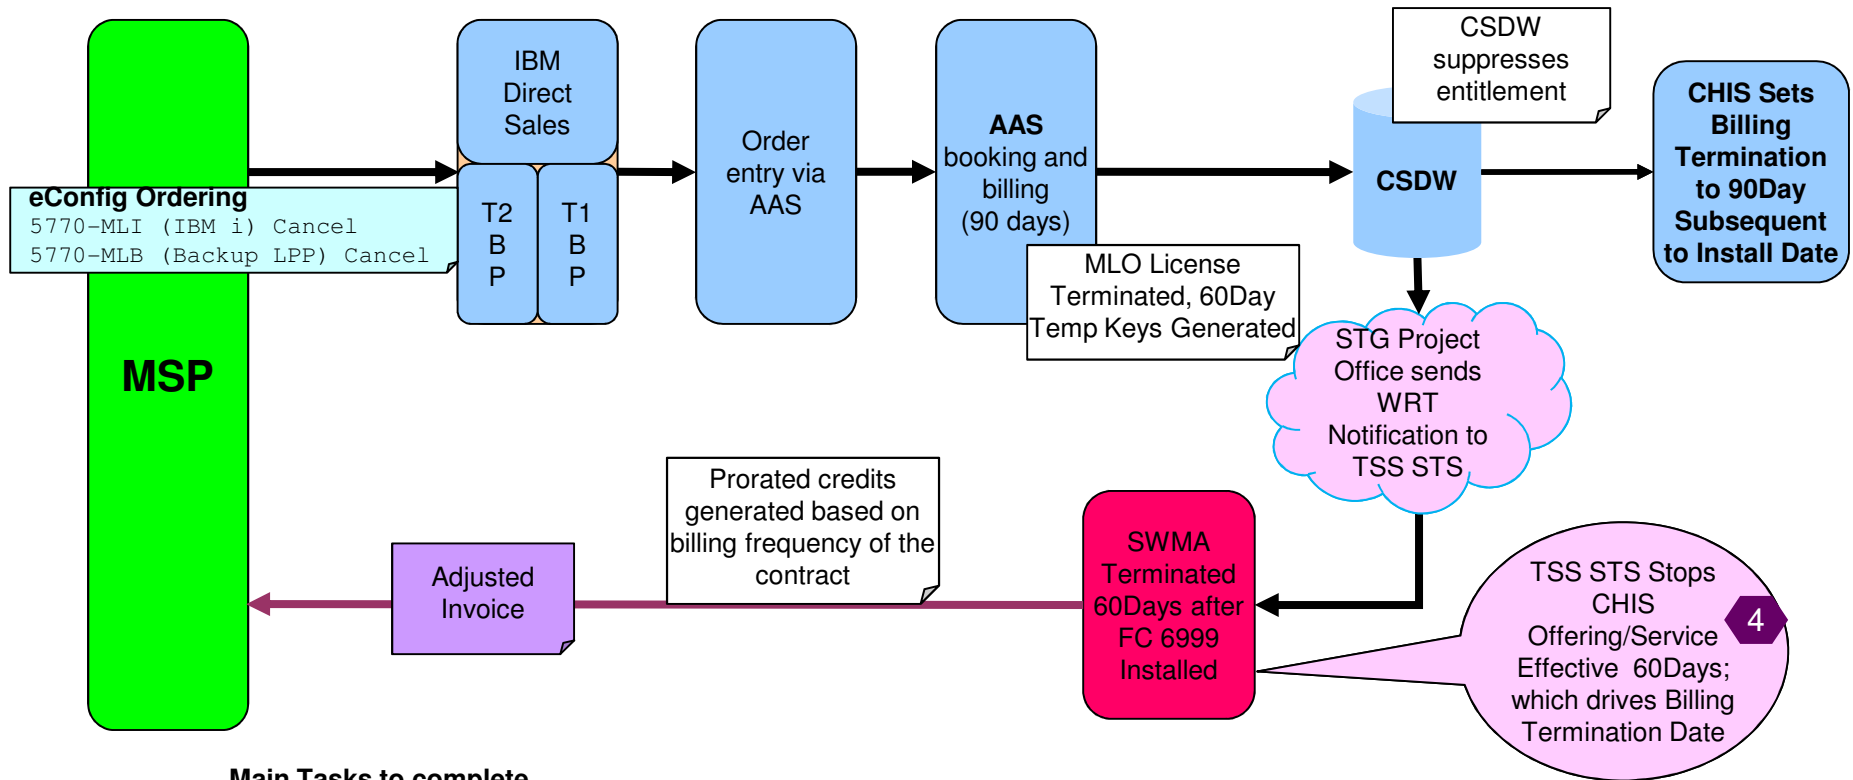 MSP
eConfig Ordering
5770-MLI (IBM i) Cancel
5770-MLB (Backup LPP) Cancel
IBM
Direct
Sales
T2
B
P
T1
B
P
Order
entry via
AAS
AAS
booking and
billing
(90 days)
MLO License
Terminated, 60Day
Temp Keys Generated
CSDW
suppresses
entitlement
CSDW
CHIS Sets
Billing
Termination
to 90Day
Subsequent
to Install Date
STG Project
Office sends
WRT
Notification to
TSS STS
SWMA
Terminated
60Days after
FC 6999
Installed
TSS STS Stops
CHIS
Offering/Service
Effective 60Days;
which drives Billing
Termination Date
4
Prorated credits
generated based on
billing frequency of the
contract
Adjusted
Invoice
Main Tasks to complete